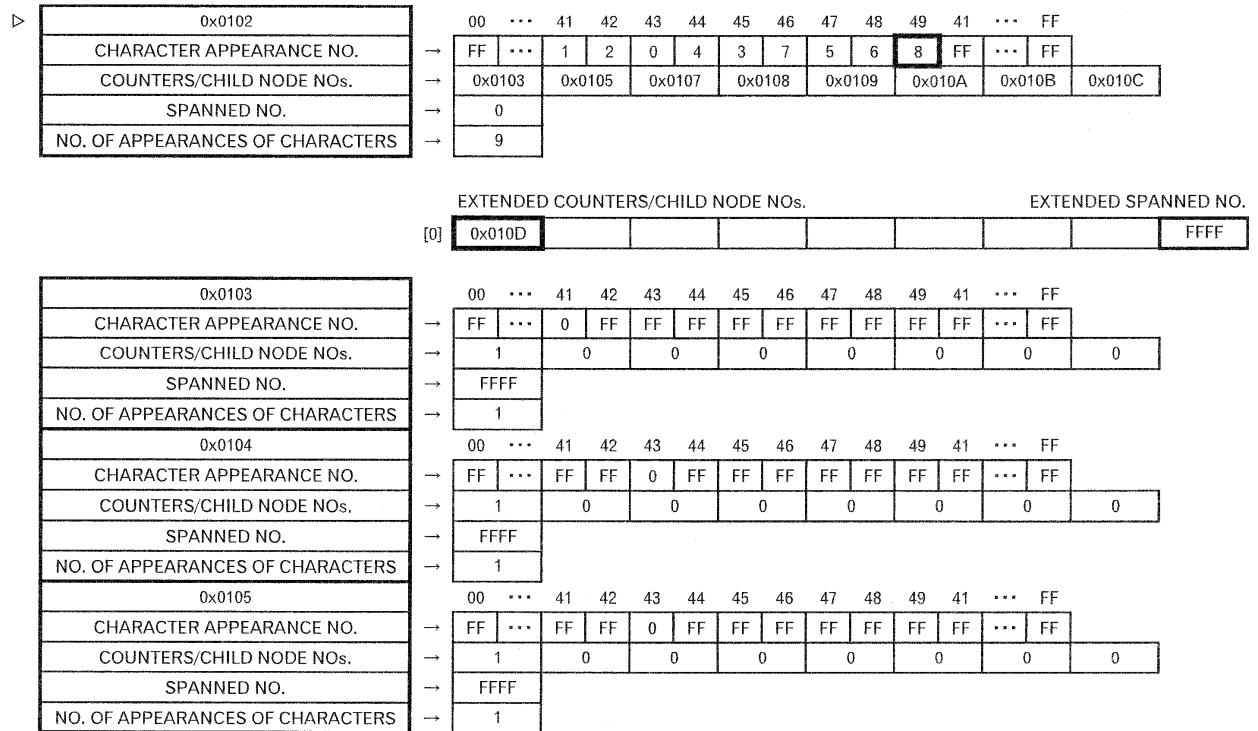 ▷ 0x0102 00 ··· 41 42 43 44 45 46 47 48 49 41 ··· FF
CHARACTER APPEARANCE NO. → FF ··· 1 2 0 4 3 7 5 6 8 FF ··· FF
COUNTERS/CHILD NODE NOs. → 0x0103 0x0105 0x0107 0x0108 0x0109 0x010A 0x010B 0x010C
SPANNED NO. → 0
NO. OF APPEARANCES OF CHARACTERS → 9
EXTENDED COUNTERS/CHILD NODE NOs. EXTENDED SPANNED NO.
[0] 0x010D FFFF
0x0103 00 ··· 41 42 43 44 45 46 47 48 49 41 ··· FF
CHARACTER APPEARANCE NO. → FF ··· 0 FF FF FF FF FF FF FF FF FF ··· FF
COUNTERS/CHILD NODE NOs. → 1 0 0 0 0 0 0 0
SPANNED NO. → FFFF
NO. OF APPEARANCES OF CHARACTERS → 1
0x0104 00 ··· 41 42 43 44 45 46 47 48 49 41 ··· FF
CHARACTER APPEARANCE NO. → FF ··· FF FF 0 FF FF FF FF FF FF FF ··· FF
COUNTERS/CHILD NODE NOs. → 1 0 0 0 0 0 0 0
SPANNED NO. → FFFF
NO. OF APPEARANCES OF CHARACTERS → 1
0x0105 00 ··· 41 42 43 44 45 46 47 48 49 41 ··· FF
CHARACTER APPEARANCE NO. → FF ··· FF FF 0 FF FF FF FF FF FF FF ··· FF
COUNTERS/CHILD NODE NOs. → 1 0 0 0 0 0 0 0
SPANNED NO. → FFFF
NO. OF APPEARANCES OF CHARACTERS → 1